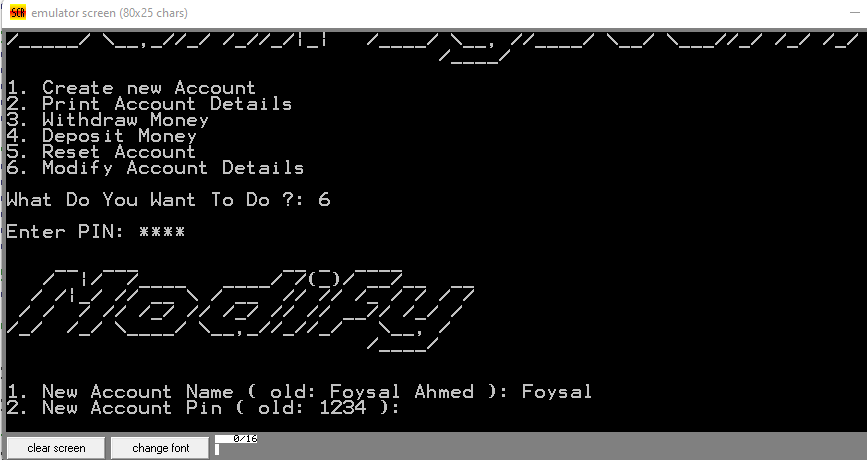 emulator screen (80x25 chars)
1. Create new Account
2. Print Account Details
3. Withdraw Money
4. Deposit Money
5. Reset Account
6. Modify Account Details
What Do You Want To Do ?: 6
Enter PIN: ****
Modify
1. New Account Name ( old: Foysal Ahmed ): Foysal
2. New Account Pin ( old: 1234 ):
clear screen change font 0/16